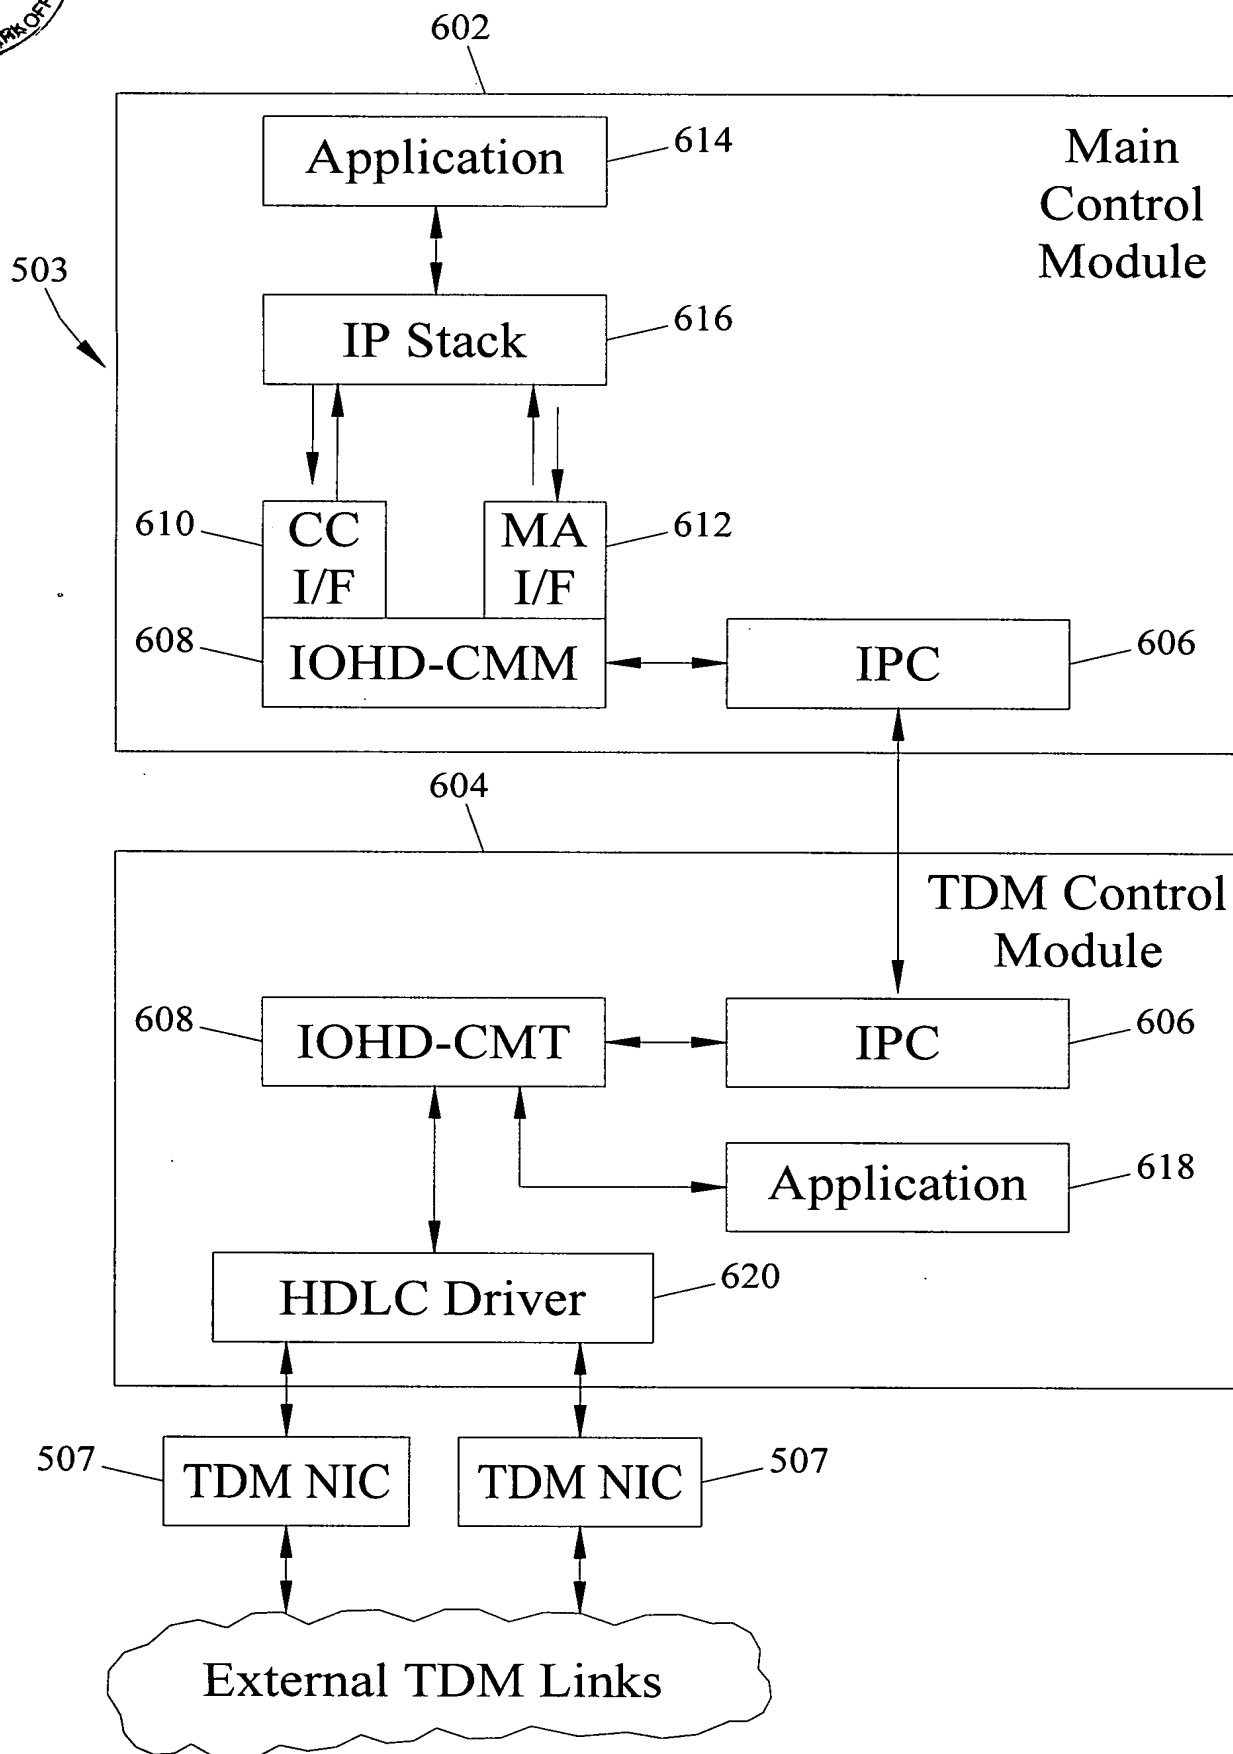 602
Application
614
Main
Control
Module
503
IP Stack
616
610
CC
I/F
MA
I/F
612
608
IOHD-CMM
IPC
606
604
TDM Control
Module
608
IOHD-CMT
IPC
606
Application
618
HDLC Driver
620
507
TDM NIC
TDM NIC
507
External TDM Links